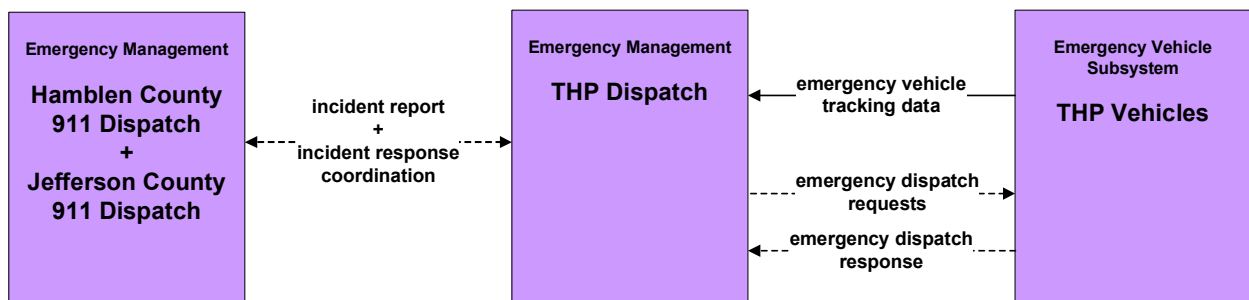 Emergency Management
Hamblen County
911 Dispatch
+
Jefferson County
911 Dispatch
incident report
+
incident response
coordination
Emergency Management
THP Dispatch
emergency vehicle
tracking data
emergency dispatch
requests
emergency dispatch
response
Emergency Vehicle
Subsystem
THP Vehicles